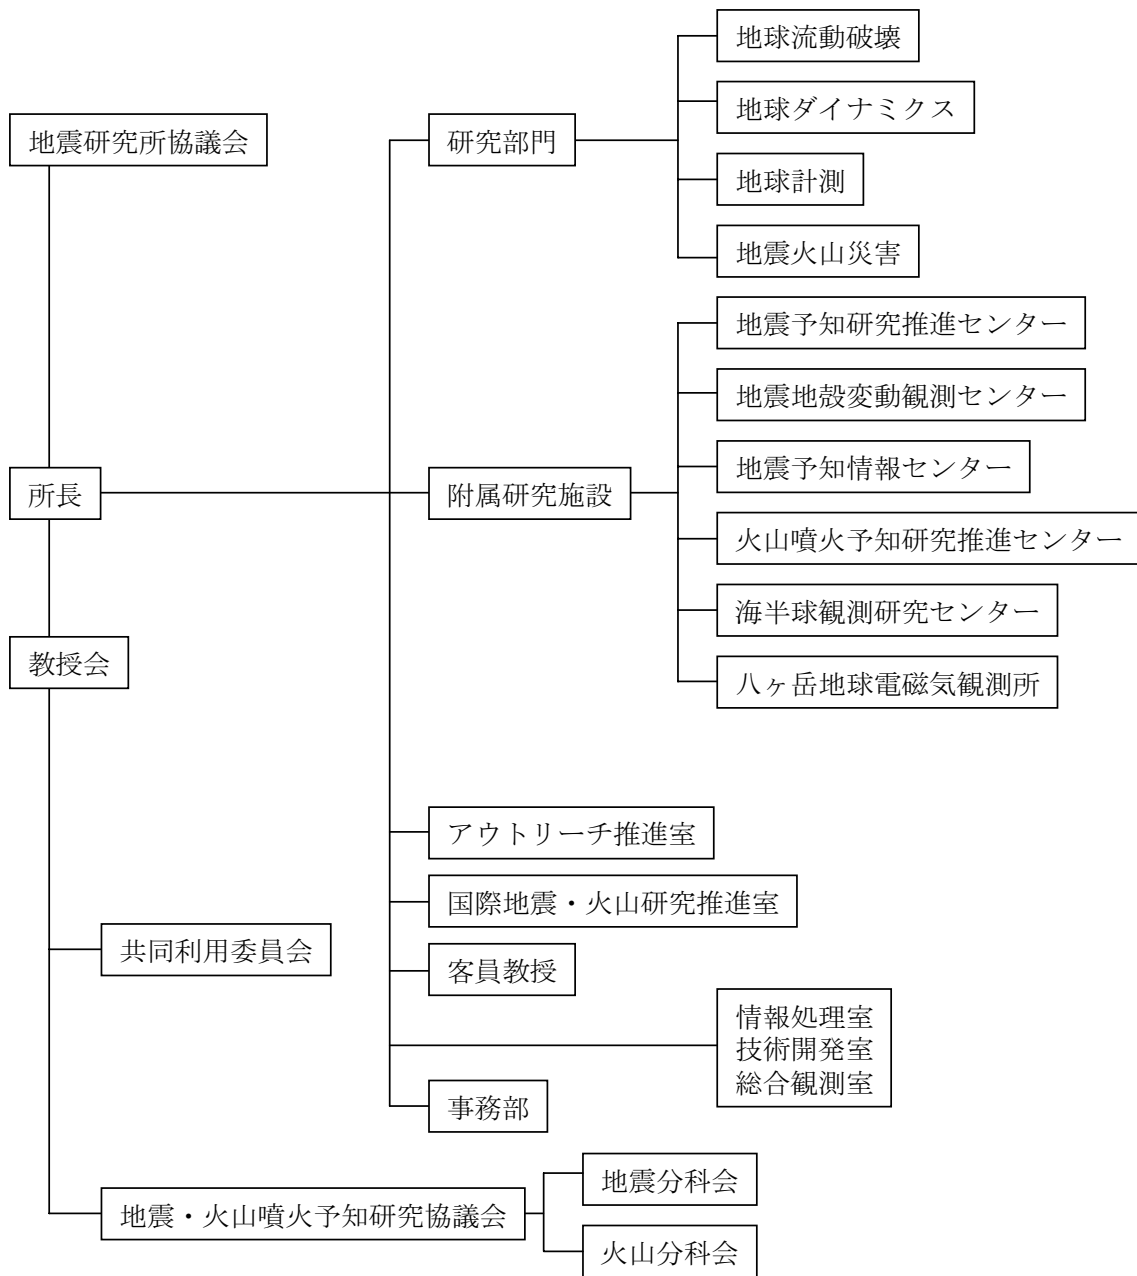 地震研究所協議会
所長
教授会
共同利用委員会
地震・火山噴火予知研究協議会
地震分科会
火山分科会
研究部門
地球流動破壊
地球ダイナミクス
地球計測
地震火山災害
附属研究施設
地震予知研究推進センター
地震地殻変動観測センター
地震予知情報センター
火山噴火予知研究推進センター
海半球観測研究センター
八ヶ岳地球電磁気観測所
アウトリーチ推進室
国際地震・火山研究推進室
客員教授
情報処理室
技術開発室
総合観測室
事務部